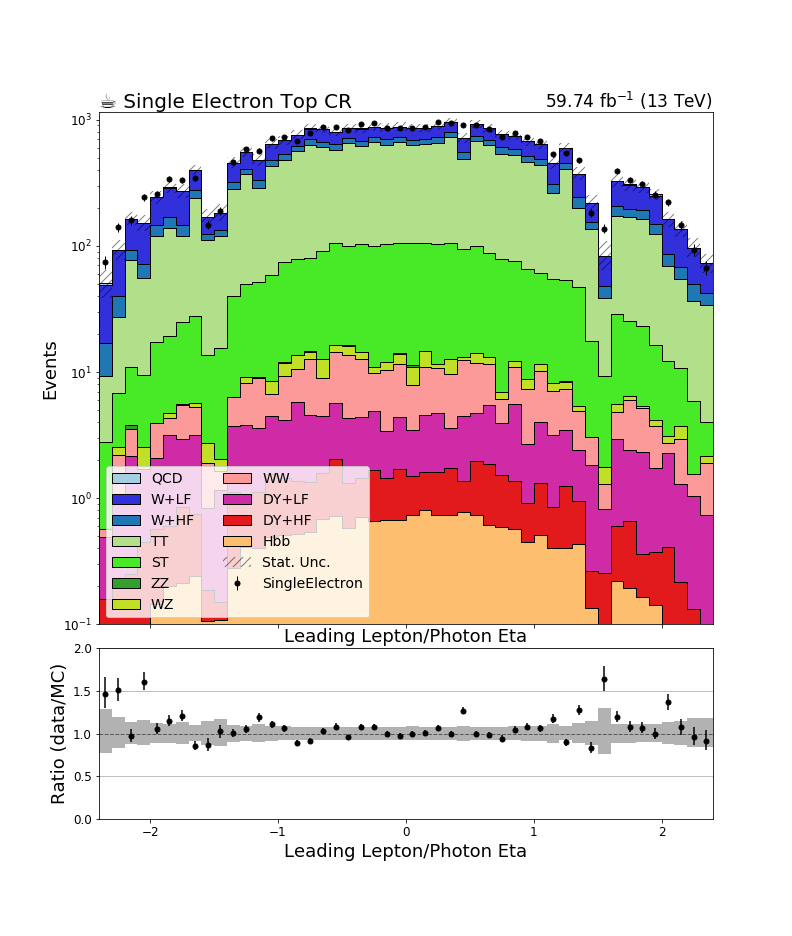 ☕ Single Electron Top CR 59.74 fb⁻¹ (13 TeV)
10³
10²
10¹
10⁰
10⁻¹
Events
QCD
W+LF
W+HF
TT
ST
ZZ
WZ
WW
DY+LF
DY+HF
Hbb
Stat. Unc.
SingleElectron
Leading Lepton/Photon Eta
2.0
1.5
1.0
0.5
0.0
Ratio (data/MC)
−2 −1 0 1 2
Leading Lepton/Photon Eta